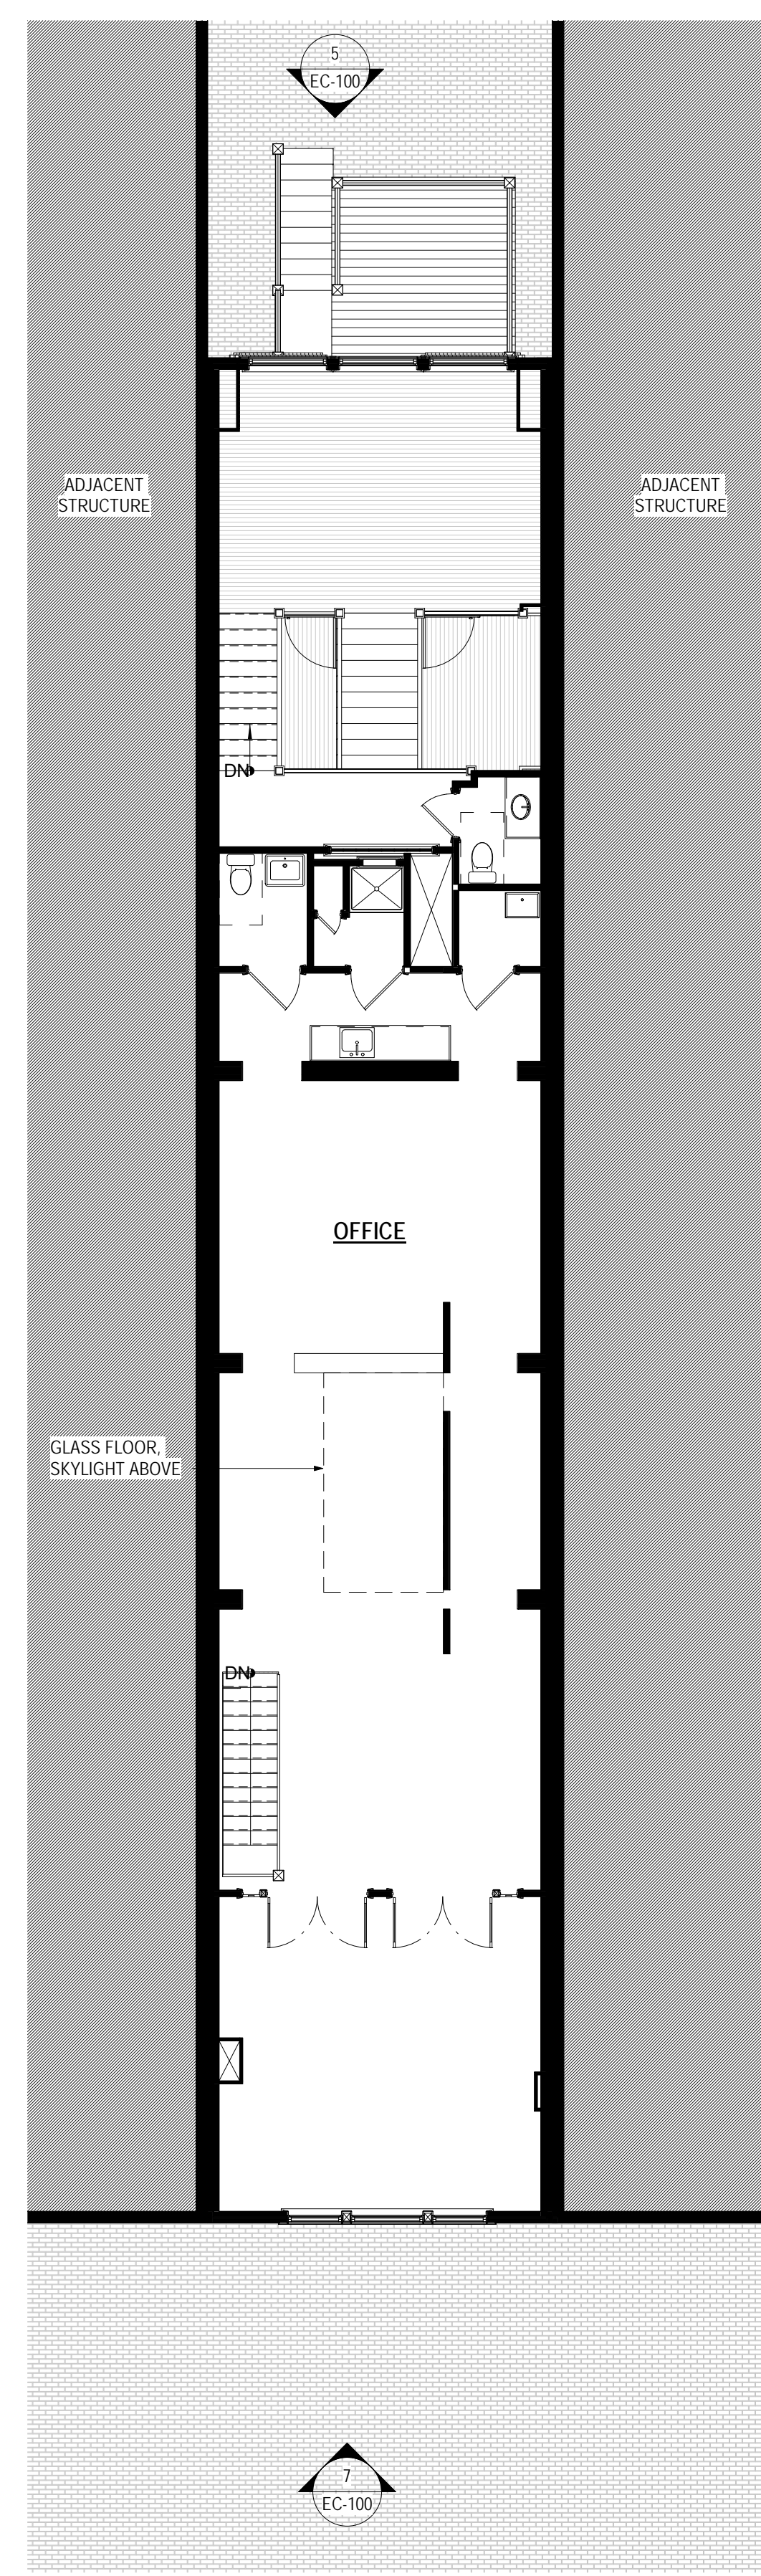 5
EC-100
ADJACENT
STRUCTURE
ADJACENT
STRUCTURE
DN
OFFICE
GLASS FLOOR,
SKYLIGHT ABOVE
DN
7
EC-100